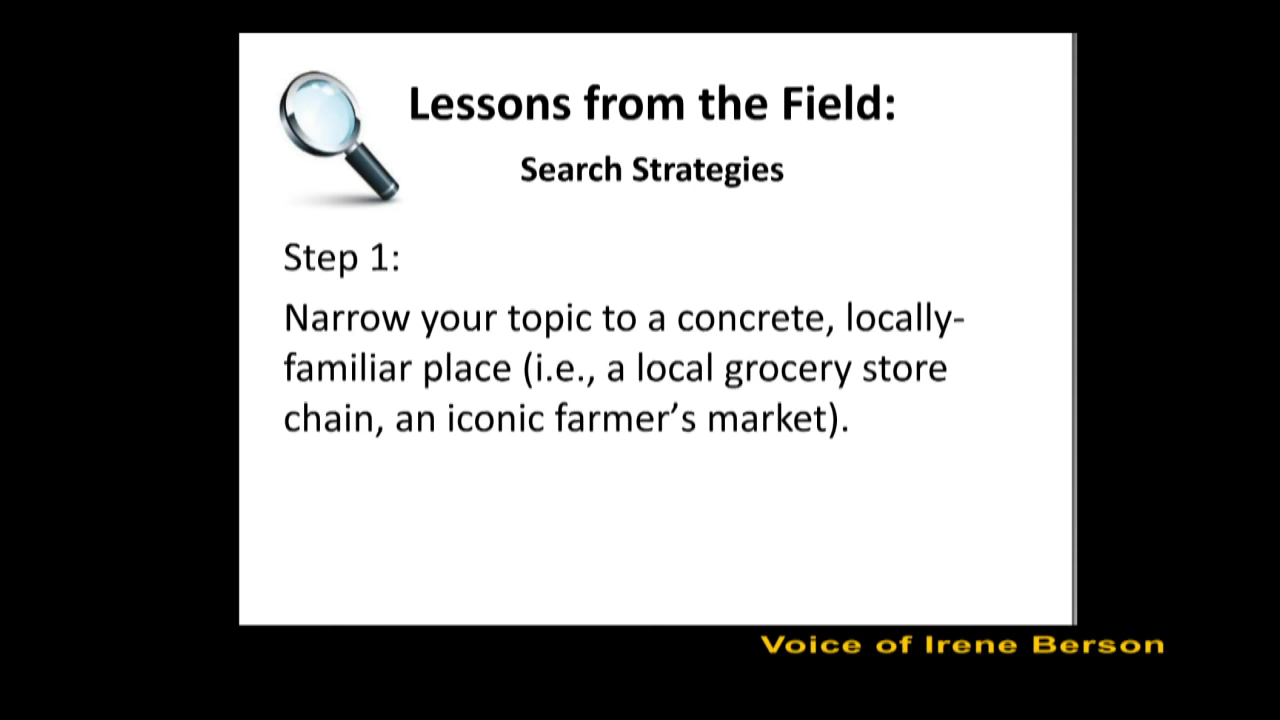 Lessons from the Field:
Search Strategies
Step 1:
Narrow your topic to a concrete, locally-
familiar place (i.e., a local grocery store
chain, an iconic farmer’s market).
Voice of Irene Berson